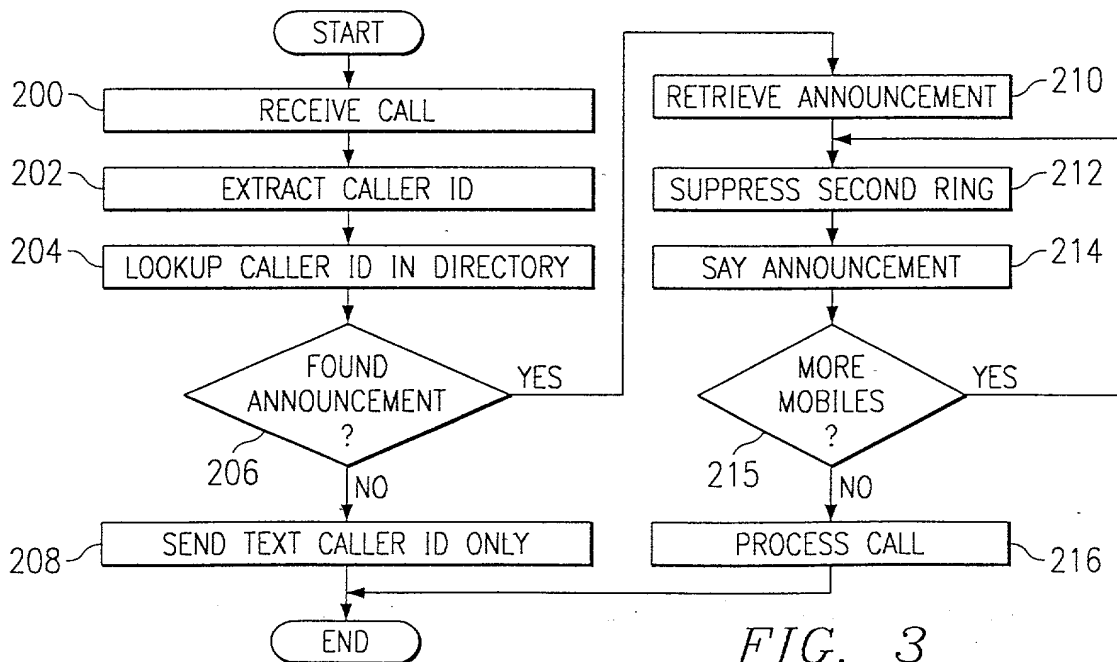 START
200
RECEIVE CALL
202
EXTRACT CALLER ID
204
LOOKUP CALLER ID IN DIRECTORY
FOUND
ANNOUNCEMENT
?
206
YES
NO
208
SEND TEXT CALLER ID ONLY
END
RETRIEVE ANNOUNCEMENT
210
SUPPRESS SECOND RING
212
SAY ANNOUNCEMENT
214
MORE
MOBILES
?
215
YES
NO
PROCESS CALL
216
FIG. 3